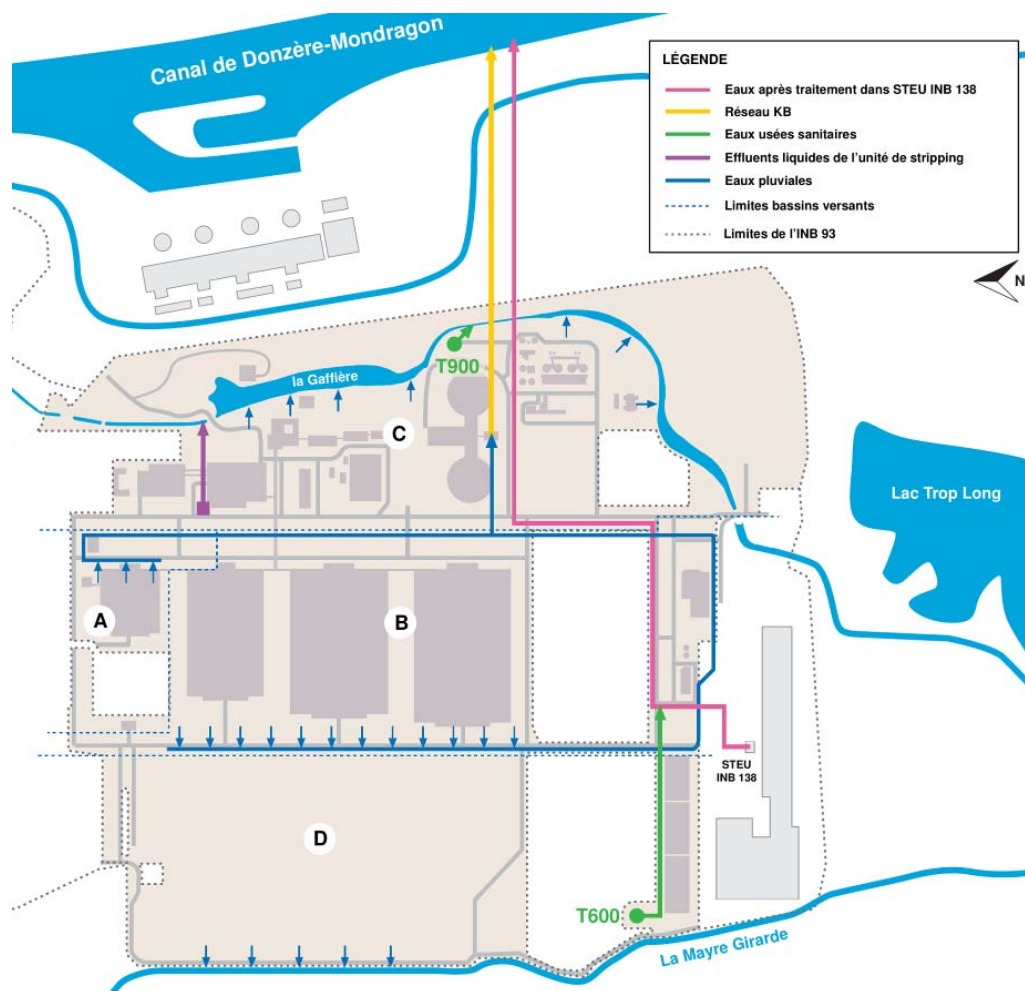 Canal de Donzère-Mondragon
LÉGENDE
Eaux après traitement dans STEU INB 138
Réseau KB
Eaux usées sanitaires
Effluents liquides de l'unité de stripping
Eaux pluviales
Limites bassins versants
Limites de l'INB 93
N
T900
la Gaffière
C
Lac Trop Long
A
B
STEU
INB 138
D
T600
La Mayre Girarde